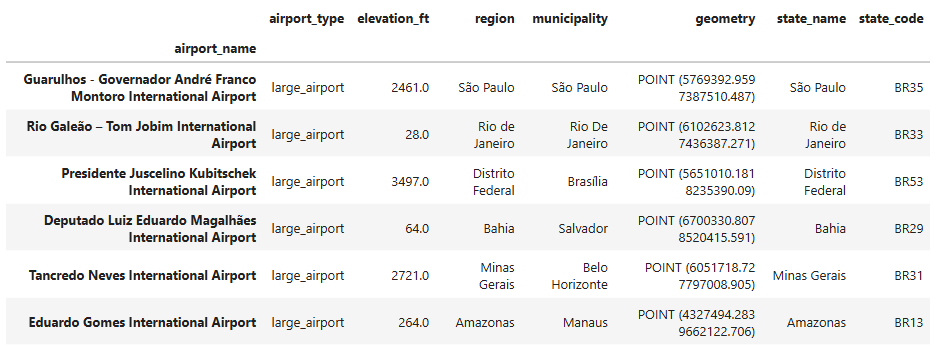 airport_type elevation_ft region municipality geometry state_name state_code
airport_name
Guarulhos - Governador André Franco Montoro International Airport large_airport 2461.0 São Paulo São Paulo POINT (5769392.959 7387510.487) São Paulo BR35
Rio Galeão – Tom Jobim International Airport large_airport 28.0 Rio de Janeiro Rio De Janeiro POINT (6102623.812 7436387.271) Rio de Janeiro BR33
Presidente Juscelino Kubitschek International Airport large_airport 3497.0 Distrito Federal Brasília POINT (5651010.181 8235390.09) Distrito Federal BR53
Deputado Luiz Eduardo Magalhães International Airport large_airport 64.0 Bahia Salvador POINT (6700330.807 8520415.591) Bahia BR29
Tancredo Neves International Airport large_airport 2721.0 Minas Gerais Belo Horizonte POINT (6051718.727 7797008.905) Minas Gerais BR31
Eduardo Gomes International Airport large_airport 264.0 Amazonas Manaus POINT (4327494.283 9662122.706) Amazonas BR13